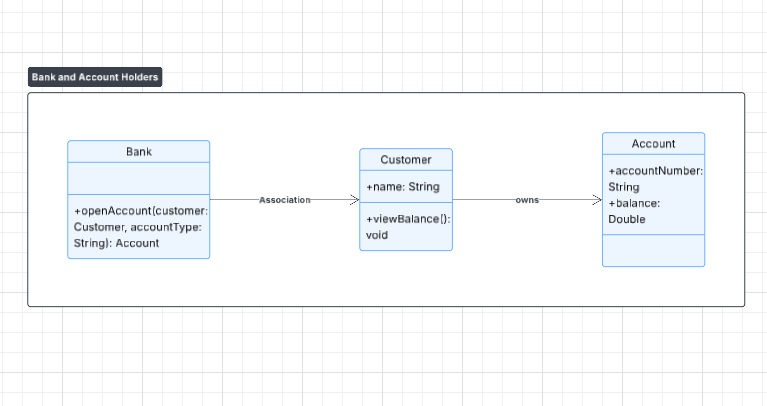 Bank and Account Holders
Bank
+openAccount(customer:
Customer, accountType:
String): Account
Association
Customer
+name: String
+viewBalance():
void
owns
Account
+accountNumber:
String
+balance:
Double